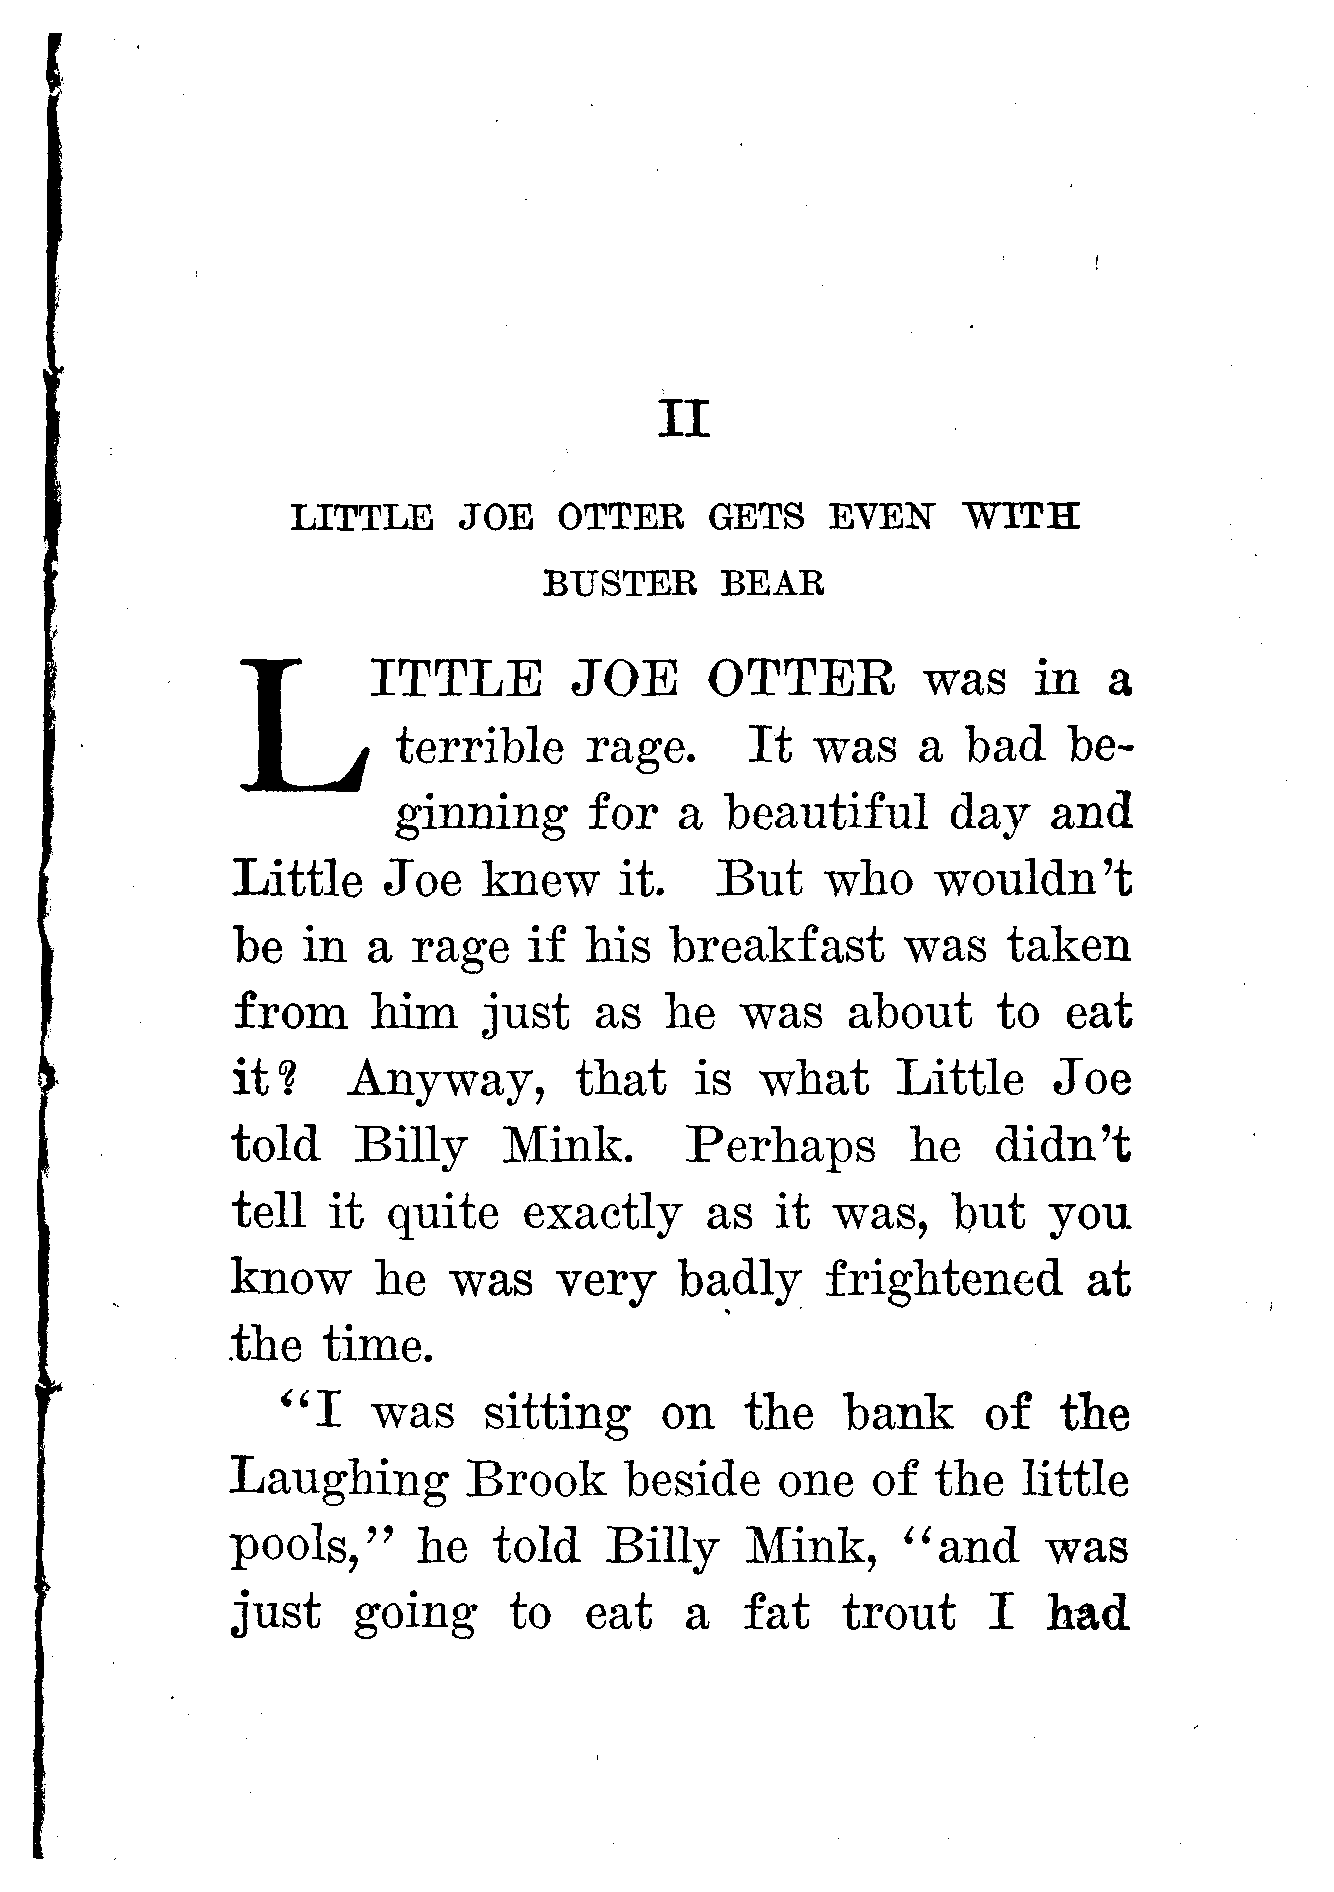 II
LITTLE JOE OTTER GETS EVEN WITH
BUSTER BEAR
LITTLE JOE OTTER was in a
terrible rage. It was a bad be-
ginning for a beautiful day and
Little Joe knew it. But who wouldn't
be in a rage if his breakfast was taken
from him just as he was about to eat
it? Anyway, that is what Little Joe
told Billy Mink. Perhaps he didn't
tell it quite exactly as it was, but you
know he was very badly frightened at
the time.
"I was sitting on the bank of the
Laughing Brook beside one of the little
pools," he told Billy Mink, "and was
just going to eat a fat trout I had